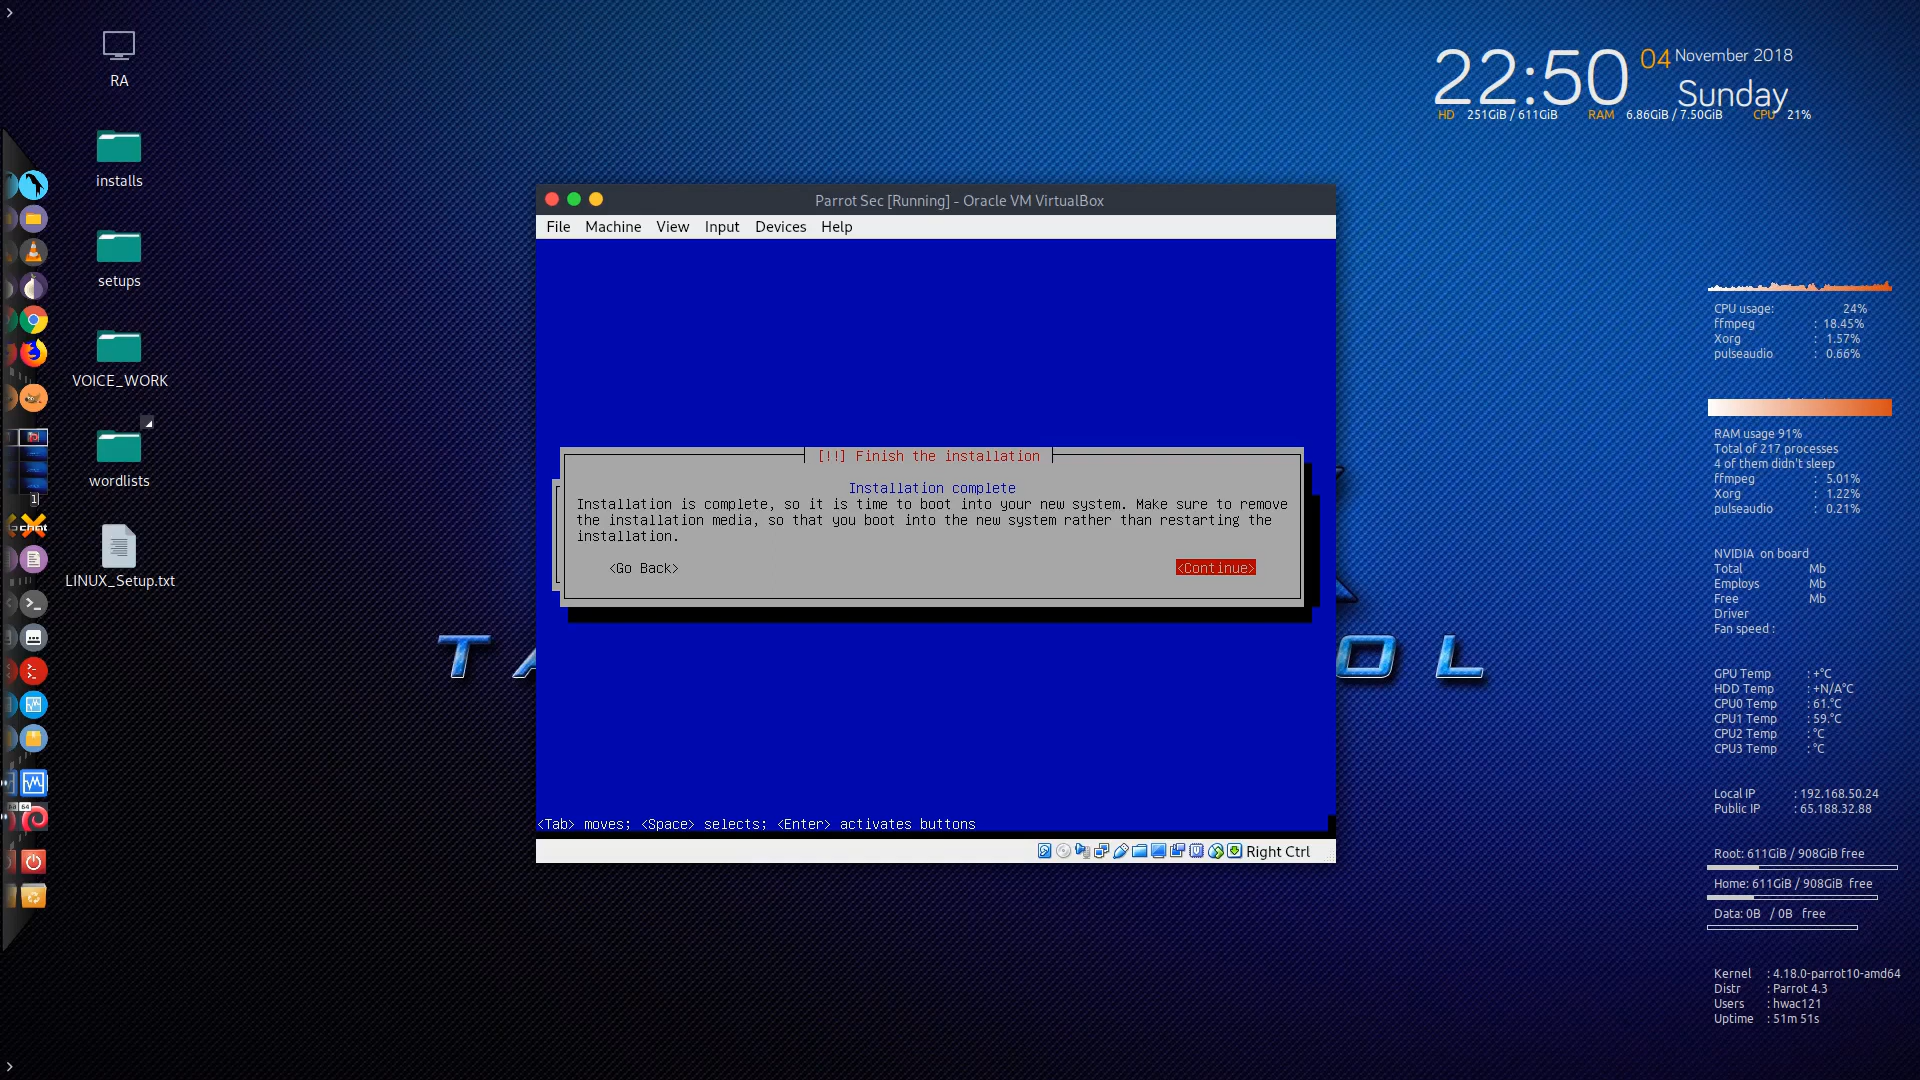 RA
installs
setups
VOICE_WORK
wordlists
LINUX_Setup.txt
1
22:50 04 November 2018
Sunday
HD 251GiB / 611GiB RAM 6.86GiB / 7.50GiB CPU 21%
Parrot Sec [Running] - Oracle VM VirtualBox
File Machine View Input Devices Help
[!!] Finish the installation
Installation complete
Installation is complete, so it is time to boot into your new system. Make sure to remove
the installation media, so that you boot into the new system rather than restarting the
installation.
<Go Back> <Continue>
<Tab> moves; <Space> selects; <Enter> activates buttons
Right Ctrl
CPU usage: 24%
ffmpeg : 18.45%
Xorg : 1.57%
pulseaudio : 0.66%
RAM usage 91%
Total of 217 processes
4 of them didn't sleep
ffmpeg : 5.01%
Xorg : 1.22%
pulseaudio : 0.21%
NVIDIA on board
Total Mb
Employs Mb
Free Mb
Driver
Fan speed :
GPU Temp : +°C
HDD Temp : +N/A°C
CPU0 Temp : 61.°C
CPU1 Temp : 59.°C
CPU2 Temp : °C
CPU3 Temp : °C
Local IP : 192.168.50.24
Public IP : 65.188.32.88
Root: 611GiB / 908GiB free
Home: 611GiB / 908GiB free
Data: 0B / 0B free
Kernel : 4.18.0-parrot10-amd64
Distr : Parrot 4.3
Users : hwac121
Uptime : 51m 51s